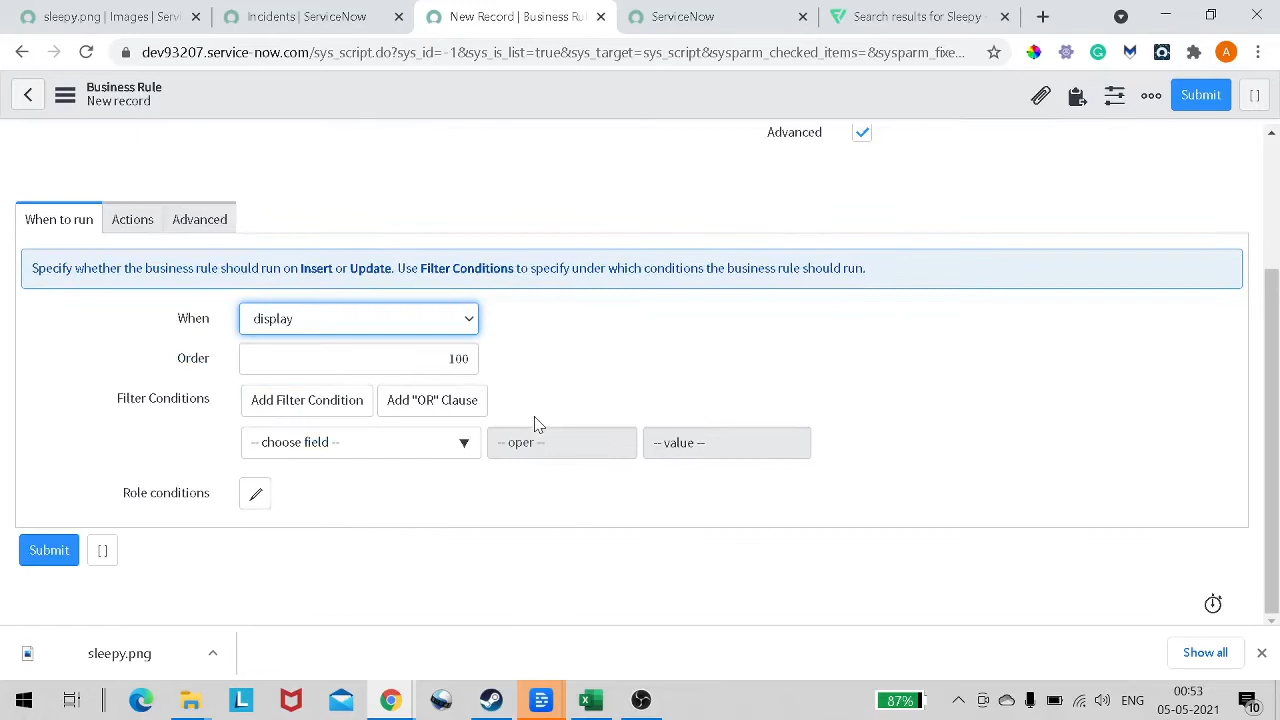 sleepy.png | Images | Servi
Incidents | ServiceNow
New Record | Business Rul
ServiceNow
Search results for Sleepy
dev93207.service-now.com/sys_script.do?sys_id=-1&sys_is_list=true&sys_target=sys_script&sysparm_checked_items=&sysparm_fixe...
A
Business Rule
New record
Submit
[ ]
Advanced
When to run
Actions
Advanced
Specify whether the business rule should run on Insert or Update. Use Filter Conditions to specify under which conditions the business rule should run.
When
display
Order
100
Filter Conditions
Add Filter Condition
Add "OR" Clause
-- choose field --
-- oper --
-- value --
Role conditions
Submit
[ ]
sleepy.png
Show all
L
87%
ENG
00:53
05-05-2021
10